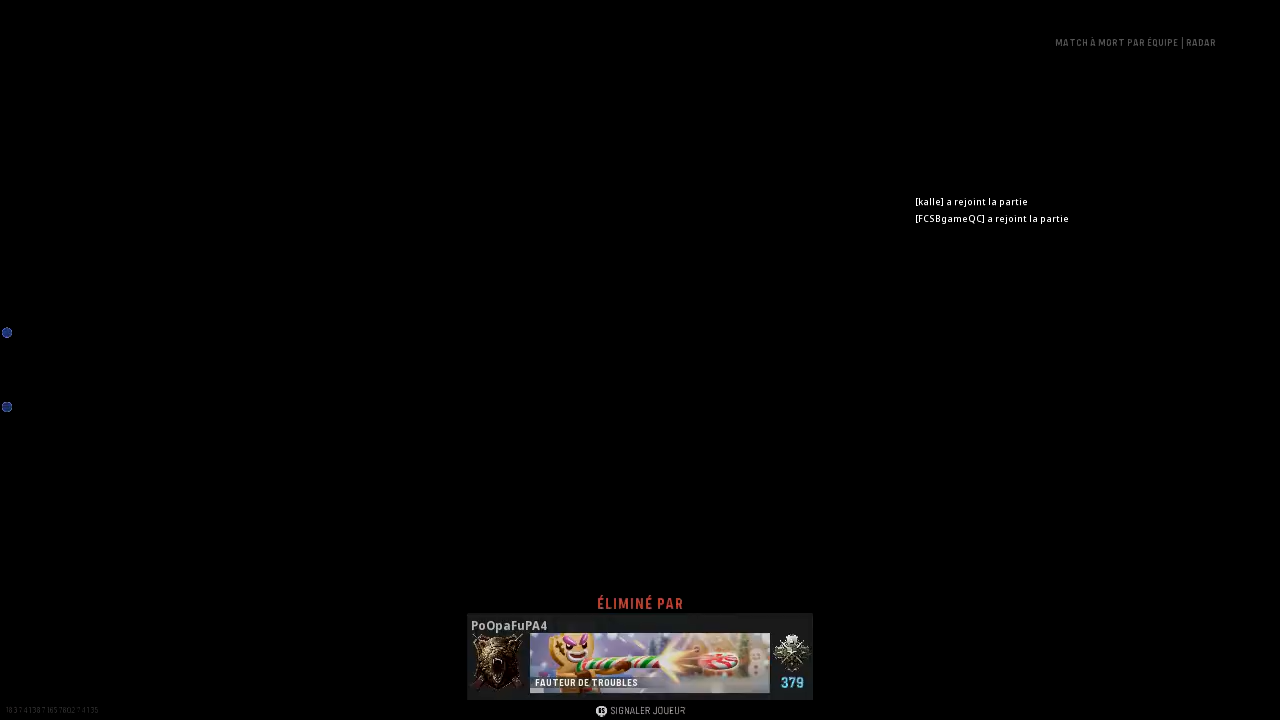 MATCH À MORT PAR ÉQUIPE | RADAR
[kalle] a rejoint la partie
[FCSBgameQC] a rejoint la partie
ÉLIMINÉ PAR
PoOpaFuPA4
FAUTEUR DE TROUBLES
379
SIGNALER JOUEUR